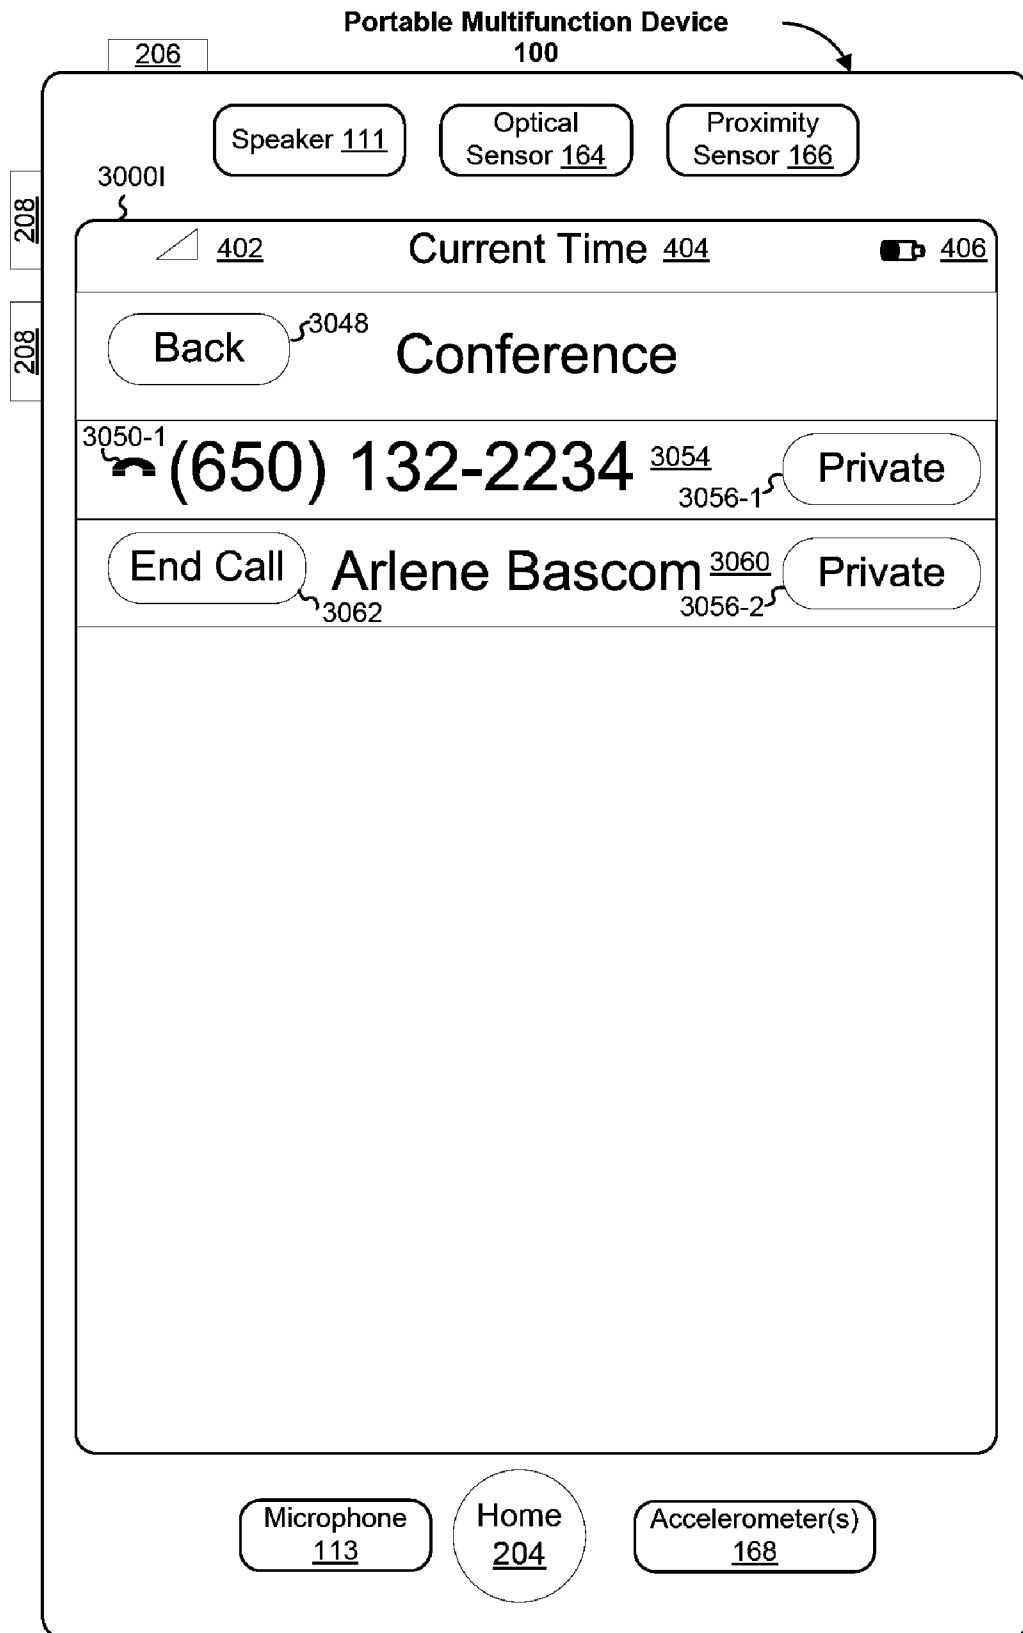 Portable Multifunction Device
100
206
Speaker 111
Optical
Sensor 164
Proximity
Sensor 166
3000I
208
208
402
Current Time 404
406
Back
3048
Conference
3050-1
(650) 132-2234
3054
3056-1
Private
End Call
3062
Arlene Bascom
3060
3056-2
Private
Microphone
113
Home
204
Accelerometer(s)
168